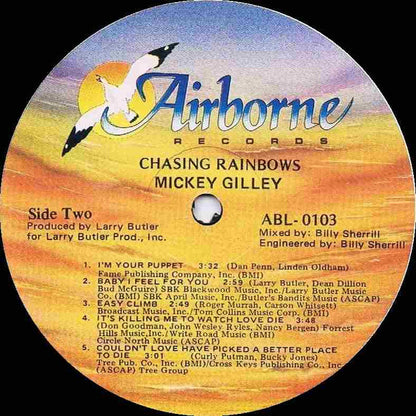 Airborne
RECORDS
CHASING RAINBOWS
MICKEY GILLEY
Side Two
Produced by Larry Butler
for Larry Butler Prod., Inc.
ABL-0103
Mixed by: Billy Sherrill
Engineered by: Billy Sherrill
1. I'M YOUR PUPPET 3:32 (Dan Penn, Linden Oldham)
Fame Publishing Company, Inc. (BMI)
2. BABY I FEEL FOR YOU 2:59 (Larry Butler, Dean Dillon
Bud McGuire) SBK Blackwood Music, Inc./Larry Butler Music
Co. (BMI) SBK April Music, Inc./Butler's Bandits Music (ASCAP)
3. EASY CLIMB 2:49 (Roger Murrah, Carson Whitsett)
Broadcast Music, Inc./Tom Collins Music Corp. (BMI)
4. IT'S KILLING ME TO WATCH LOVE DIE 3:48
(Don Goodman, John Wesley Ryles, Nancy Bergen) Forrest
Hills Music,Inc./Write Road Music (BMI)
Circle North Music (ASCAP)
5. COULDN'T LOVE HAVE PICKED A BETTER PLACE
TO DIE 3:01 (Curly Putman, Bucky Jones)
Tree Pub. Co., Inc. (BMI)/Cross Keys Publishing Co., Inc
(ASCAP) Tree Group